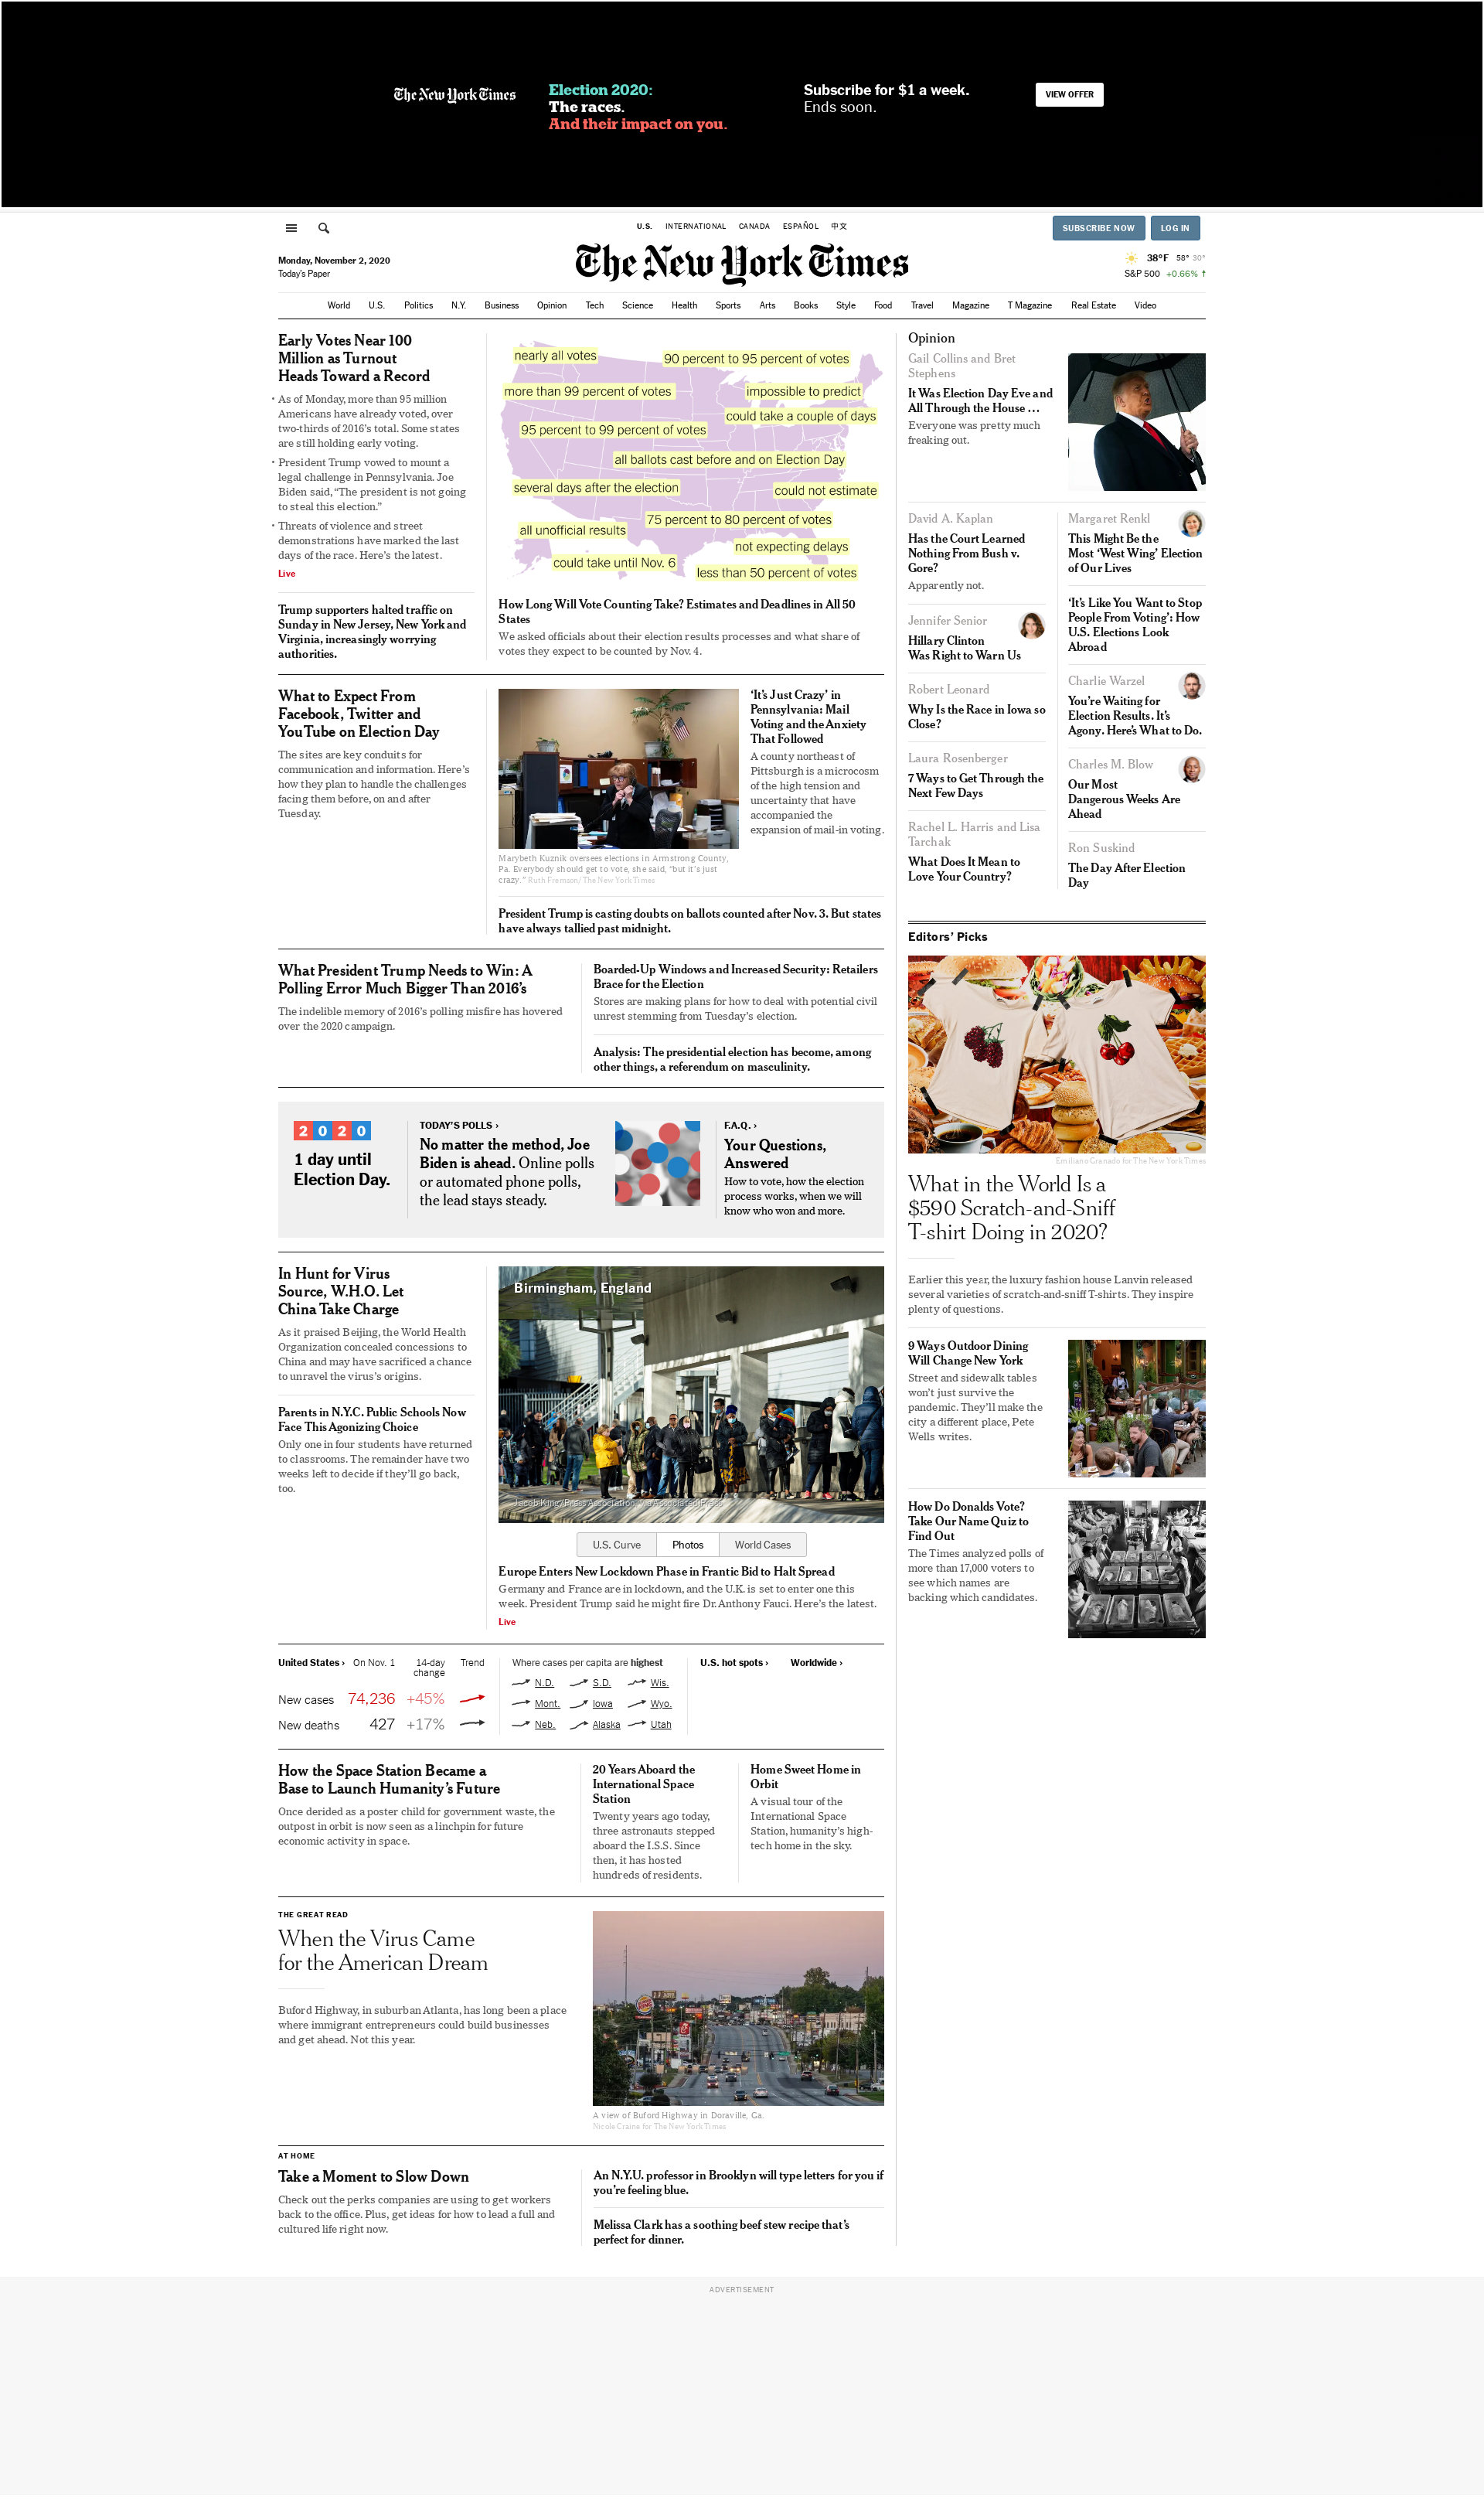 The New York Times
Election 2020:
The races.
And their impact on you.
Subscribe for $1 a week.
Ends soon.
VIEW OFFER
U.S. INTERNATIONAL CANADA ESPAÑOL 中文
SUBSCRIBE NOW LOG IN
Monday, November 2, 2020
Today's Paper
The New York Times
38°F 58° 30°
S&P 500 +0.66% ↑
World U.S. Politics N.Y. Business Opinion Tech Science Health Sports Arts Books Style Food Travel Magazine T Magazine Real Estate Video
Early Votes Near 100
Million as Turnout
Heads Toward a Record
• As of Monday, more than 95 million
Americans have already voted, over
two-thirds of 2016's total. Some states
are still holding early voting.
• President Trump vowed to mount a
legal challenge in Pennsylvania. Joe
Biden said, “The president is not going
to steal this election.”
• Threats of violence and street
demonstrations have marked the last
days of the race. Here's the latest.
Live
Trump supporters halted traffic on
Sunday in New Jersey, New York and
Virginia, increasingly worrying
authorities.
nearly all votes
90 percent to 95 percent of votes
more than 99 percent of votes
impossible to predict
could take a couple of days
95 percent to 99 percent of votes
all ballots cast before and on Election Day
several days after the election
could not estimate
75 percent to 80 percent of votes
all unofficial results
not expecting delays
could take until Nov. 6
less than 50 percent of votes
How Long Will Vote Counting Take? Estimates and Deadlines in All 50
States
We asked officials about their election results processes and what share of
votes they expect to be counted by Nov. 4.
What to Expect From
Facebook, Twitter and
YouTube on Election Day
The sites are key conduits for
communication and information. Here's
how they plan to handle the challenges
facing them before, on and after
Tuesday.
Marybeth Kuznik oversees elections in Armstrong County,
Pa. Everybody should get to vote, she said, “but it's just
crazy.” Ruth Fremson/The New York Times
‘It's Just Crazy’ in
Pennsylvania: Mail
Voting and the Anxiety
That Followed
A county northeast of
Pittsburgh is a microcosm
of the high tension and
uncertainty that have
accompanied the
expansion of mail-in voting.
President Trump is casting doubts on ballots counted after Nov. 3. But states
have always tallied past midnight.
What President Trump Needs to Win: A
Polling Error Much Bigger Than 2016's
The indelible memory of 2016's polling misfire has hovered
over the 2020 campaign.
Boarded-Up Windows and Increased Security: Retailers
Brace for the Election
Stores are making plans for how to deal with potential civil
unrest stemming from Tuesday's election.
Analysis: The presidential election has become, among
other things, a referendum on masculinity.
2020
1 day until
Election Day.
TODAY'S POLLS ›
No matter the method, Joe
Biden is ahead. Online polls
or automated phone polls,
the lead stays steady.
F.A.Q. ›
Your Questions,
Answered
How to vote, how the election
process works, when we will
know who won and more.
In Hunt for Virus
Source, W.H.O. Let
China Take Charge
As it praised Beijing, the World Health
Organization concealed concessions to
China and may have sacrificed a chance
to unravel the virus's origins.
Parents in N.Y.C. Public Schools Now
Face This Agonizing Choice
Only one in four students have returned
to classrooms. The remainder have two
weeks left to decide if they'll go back,
too.
Birmingham, England
Jacob King/Press Association, via Associated Press
U.S. Curve Photos World Cases
Europe Enters New Lockdown Phase in Frantic Bid to Halt Spread
Germany and France are in lockdown, and the U.K. is set to enter one this
week. President Trump said he might fire Dr. Anthony Fauci. Here's the latest.
Live
United States › On Nov. 1 14-day Trend
change
New cases 74,236 +45%
New deaths 427 +17%
Where cases per capita are highest
N.D. S.D. Wis.
Mont. Iowa Wyo.
Neb. Alaska Utah
U.S. hot spots › Worldwide ›
How the Space Station Became a
Base to Launch Humanity's Future
Once derided as a poster child for government waste, the
outpost in orbit is now seen as a linchpin for future
economic activity in space.
20 Years Aboard the
International Space
Station
Twenty years ago today,
three astronauts stepped
aboard the I.S.S. Since
then, it has hosted
hundreds of residents.
Home Sweet Home in
Orbit
A visual tour of the
International Space
Station, humanity's high-
tech home in the sky.
THE GREAT READ
When the Virus Came
for the American Dream
Buford Highway, in suburban Atlanta, has long been a place
where immigrant entrepreneurs could build businesses
and get ahead. Not this year.
A view of Buford Highway in Doraville, Ga.
Nicole Craine for The New York Times
AT HOME
Take a Moment to Slow Down
Check out the perks companies are using to get workers
back to the office. Plus, get ideas for how to lead a full and
cultured life right now.
An N.Y.U. professor in Brooklyn will type letters for you if
you're feeling blue.
Melissa Clark has a soothing beef stew recipe that's
perfect for dinner.
Opinion
Gail Collins and Bret
Stephens
It Was Election Day Eve and
All Through the House …
Everyone was pretty much
freaking out.
David A. Kaplan
Has the Court Learned
Nothing From Bush v.
Gore?
Apparently not.
Jennifer Senior
Hillary Clinton
Was Right to Warn Us
Robert Leonard
Why Is the Race in Iowa so
Close?
Laura Rosenberger
7 Ways to Get Through the
Next Few Days
Rachel L. Harris and Lisa
Tarchak
What Does It Mean to
Love Your Country?
Margaret Renkl
This Might Be the
Most ‘West Wing’ Election
of Our Lives
‘It's Like You Want to Stop
People From Voting’: How
U.S. Elections Look
Abroad
Charlie Warzel
You're Waiting for
Election Results. It's
Agony. Here's What to Do.
Charles M. Blow
Our Most
Dangerous Weeks Are
Ahead
Ron Suskind
The Day After Election
Day
Editors' Picks
Emiliano Granado for The New York Times
What in the World Is a
$590 Scratch-and-Sniff
T-shirt Doing in 2020?
Earlier this year, the luxury fashion house Lanvin released
several varieties of scratch-and-sniff T-shirts. They inspire
plenty of questions.
9 Ways Outdoor Dining
Will Change New York
Street and sidewalk tables
won't just survive the
pandemic. They'll make the
city a different place, Pete
Wells writes.
How Do Donalds Vote?
Take Our Name Quiz to
Find Out
The Times analyzed polls of
more than 17,000 voters to
see which names are
backing which candidates.
ADVERTISEMENT